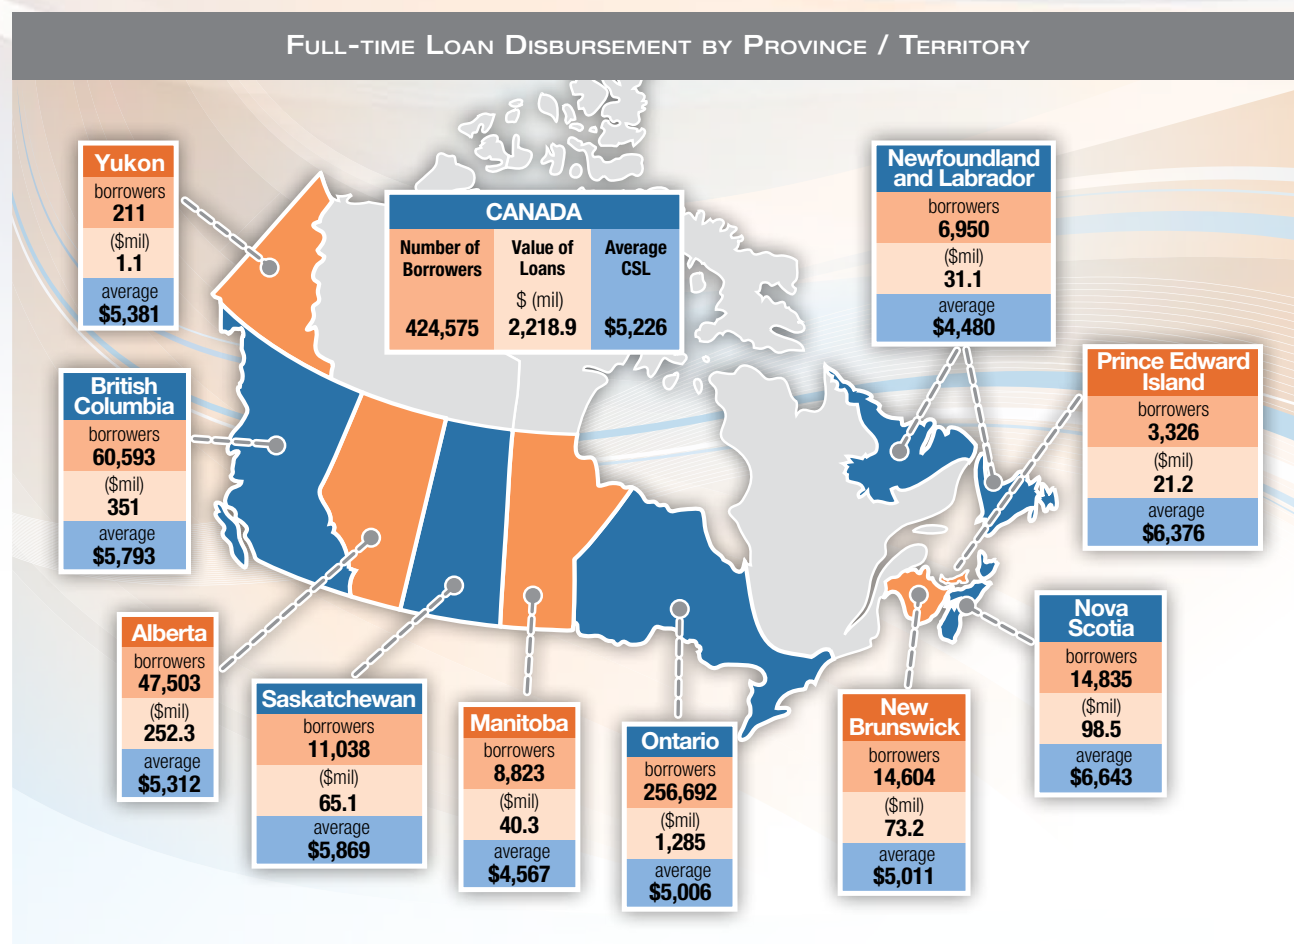 Full-time Loan Disbursement by Province / Territory
Yukon
borrowers
211
($mil)
1.1
average
$5,381
CANADA
Number of
Borrowers
424,575
Value of
Loans
$ (mil)
2,218.9
Average
CSL
$5,226
Newfoundland
and Labrador
borrowers
6,950
($mil)
31.1
average
$4,480
Prince Edward
Island
borrowers
3,326
($mil)
21.2
average
$6,376
British
Columbia
borrowers
60,593
($mil)
351
average
$5,793
Nova
Scotia
borrowers
14,835
($mil)
98.5
average
$6,643
Alberta
borrowers
47,503
($mil)
252.3
average
$5,312
Saskatchewan
borrowers
11,038
($mil)
65.1
average
$5,869
Manitoba
borrowers
8,823
($mil)
40.3
average
$4,567
Ontario
borrowers
256,692
($mil)
1,285
average
$5,006
New
Brunswick
borrowers
14,604
($mil)
73.2
average
$5,011